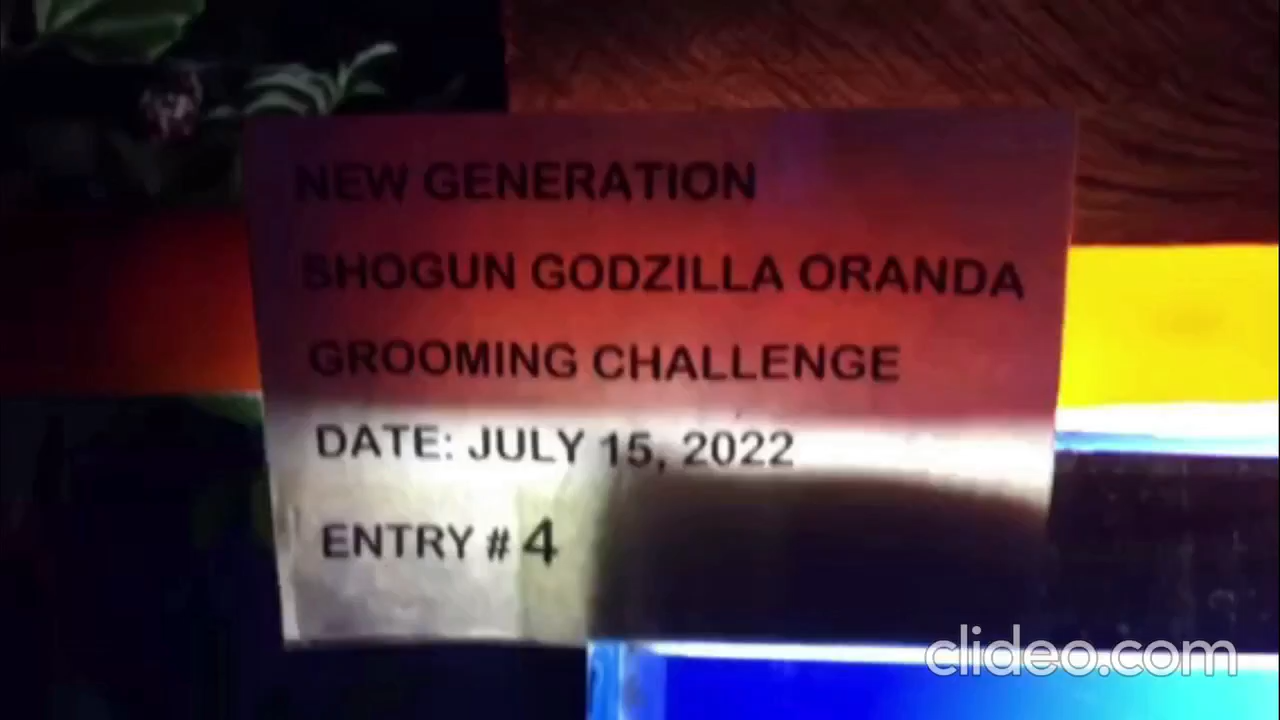 NEW GENERATION
SHOGUN GODZILLA ORANDA
GROOMING CHALLENGE
DATE: JULY 15, 2022
ENTRY # 4
clideo.com